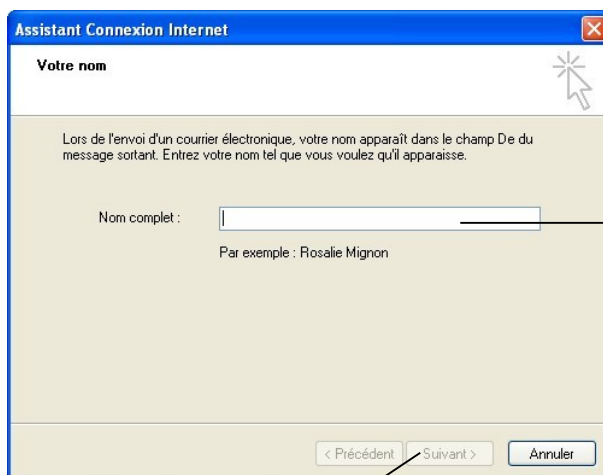 Assistant Connexion Internet
Votre nom
Lors de l'envoi d'un courrier électronique, votre nom apparaît dans le champ De du
message sortant. Entrez votre nom tel que vous voulez qu'il apparaisse.
Nom complet :
Par exemple : Rosalie Mignon
< Précédent Suivant > Annuler